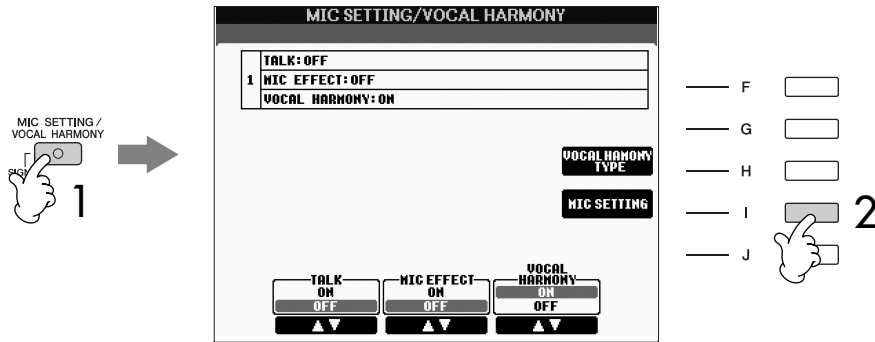 MIC SETTING/VOCAL HARMONY
TALK:OFF
1 MIC EFFECT:OFF
VOCAL HARMONY:ON
MIC SETTING /
VOCAL HARMONY
1
VOCAL HAMONY
TYPE
MIC SETTING
F
G
H
I
2
J
TALK
ON
OFF
MIC EFFECT
ON
OFF
VOCAL
HARMONY
ON
OFF